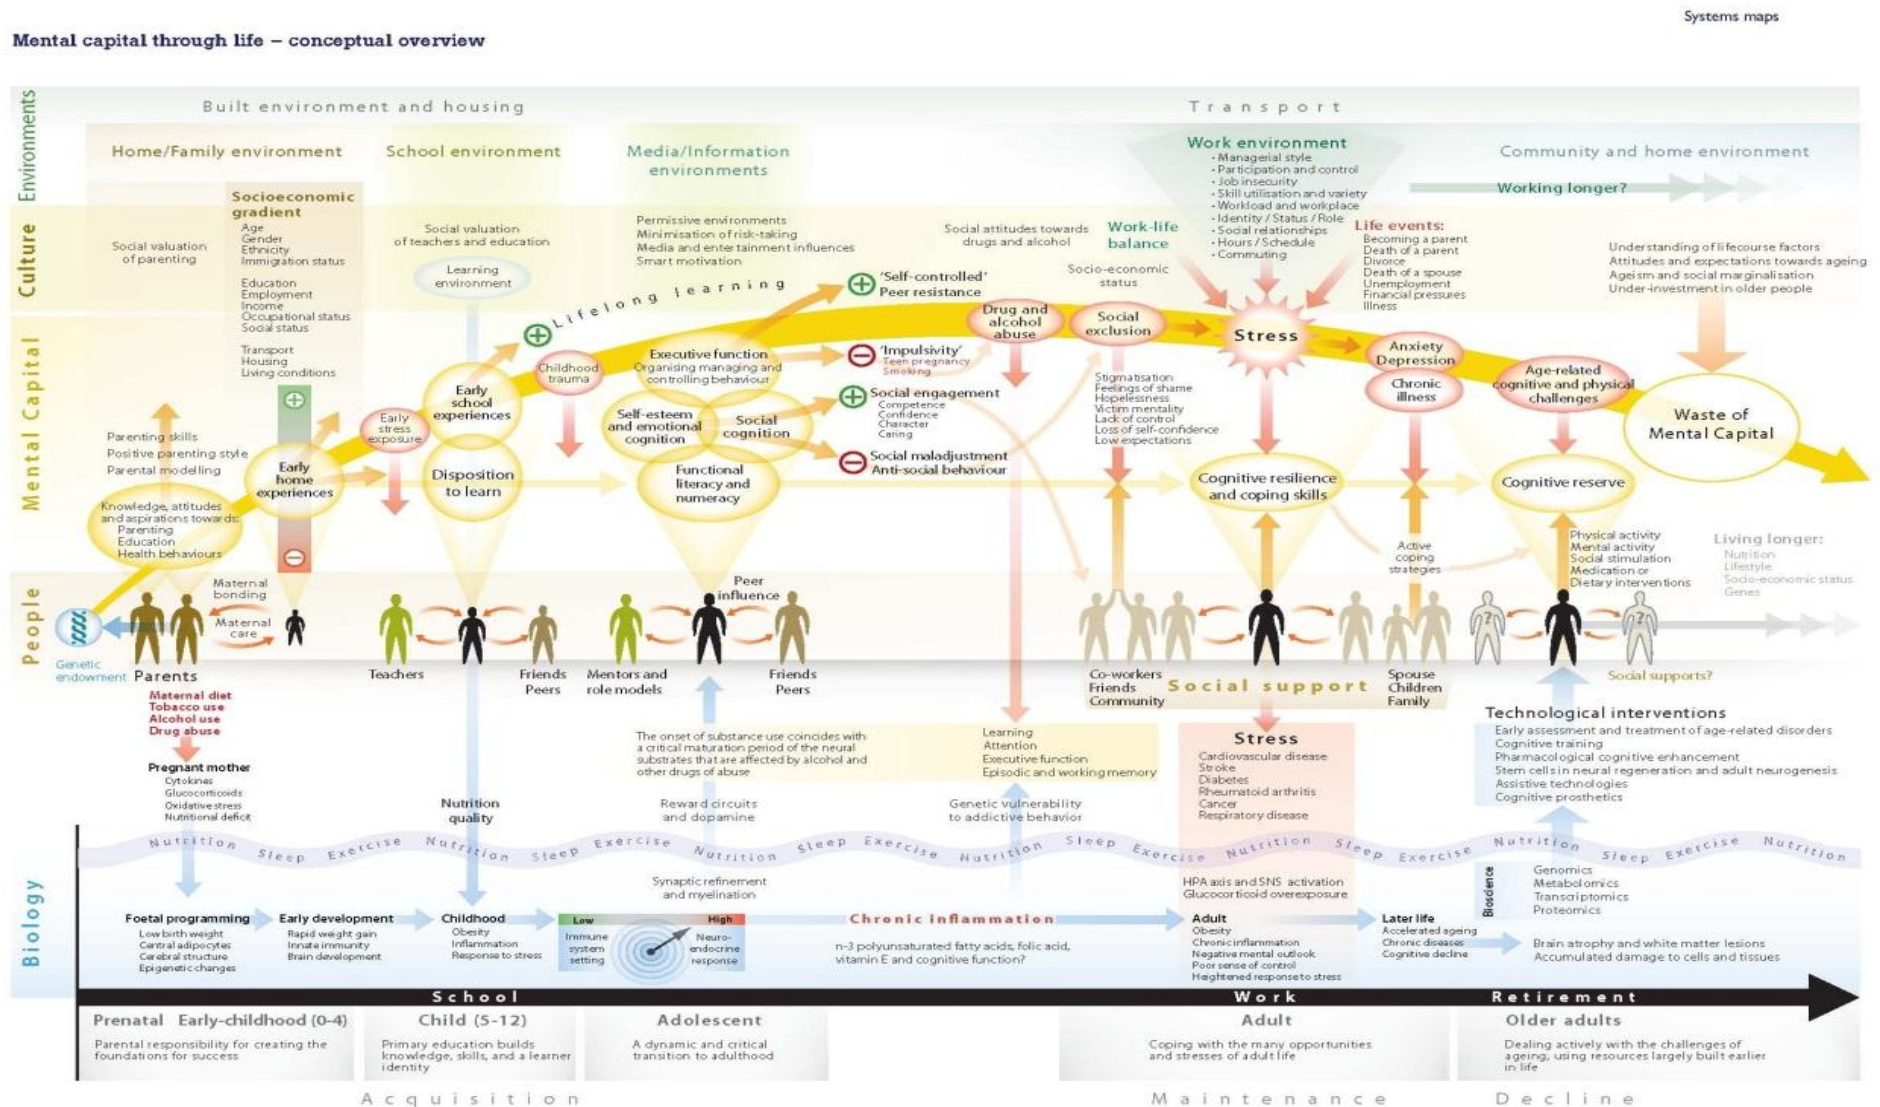 Systems maps
Mental capital through life – conceptual overview
Environments
Built environment and housing
Transport
Home/Family environment
School environment
Media/Information
environments
Work environment
· Managerial style
· Participation and control
· Job insecurity
· Skill utilisation and variety
· Workload and workplace
· Identity / Status / Role
· Social relationships
· Hours / Schedule
· Commuting
Community and home environment
Working longer?
Culture
Social valuation
of parenting
Socioeconomic
gradient
Age
Gender
Ethnicity
Immigration status
Education
Employment
Income
Occupational status
Social status
Transport
Housing
Living conditions
Social valuation
of teachers and education
Learning
environment
Permissive environments
Minimisation of risk-taking
Media and entertainment influences
Smart motivation
Social attitudes towards
drugs and alcohol
Work-life
balance
Socio-economic
status
Life events:
Becoming a parent
Death of a parent
Divorce
Death of a spouse
Unemployment
Financial pressures
Illness
Understanding of lifecourse factors
Attitudes and expectations towards ageing
Ageism and social marginalisation
Under-investment in older people
Mental Capital
Lifelong learning
'Self-controlled'
Peer resistance
'Impulsivity'
Teen pregnancy
Smoking
Social engagement
Competence
Confidence
Character
Caring
Social maladjustment
Anti-social behaviour
Parenting skills
Positive parenting style
Parental modelling
Knowledge, attitudes
and aspirations towards:
Parenting
Education
Health behaviours
Early
home
experiences
Early
stress
exposure
Early
school
experiences
Disposition
to learn
Childhood
trauma
Executive function
Organising managing and
controlling behaviour
Self-esteem
and emotional
cognition
Social
cognition
Functional
literacy and
numeracy
Drug and
alcohol
abuse
Social
exclusion
Stigmatisation
Feelings of shame
Hopelessness
Victim mentality
Lack of control
Loss of self-confidence
Low expectations
Stress
Cognitive resilience
and coping skills
Anxiety
Depression
Chronic
illness
Active
coping
strategies
Age-related
cognitive and physical
challenges
Cognitive reserve
Waste of
Mental Capital
Physical activity
Mental activity
Social stimulation
Medication or
Dietary interventions
Living longer:
Nutrition
Lifestyle
Socio-economic status
Genes
People
Genetic
endowment
Parents
Maternal
bonding
Maternal
care
Teachers
Friends
Peers
Mentors and
role models
Peer
influence
Friends
Peers
Co-workers
Friends
Community
Social support
Spouse
Children
Family
?
?
Social supports?
Maternal diet
Tobacco use
Alcohol use
Drug abuse
Pregnant mother
Cytokines
Glucocorticoids
Oxidative stress
Nutritional deficit
Nutrition
quality
The onset of substance use coincides with
a critical maturation period of the neural
substrates that are affected by alcohol and
other drugs of abuse
Reward circuits
and dopamine
Learning
Attention
Executive function
Episodic and working memory
Genetic vulnerability
to addictive behavior
Stress
Cardiovascular disease
Stroke
Diabetes
Rheumatoid arthritis
Cancer
Respiratory disease
Technological interventions
Early assessment and treatment of age-related disorders
Cognitive training
Pharmacological cognitive enhancement
Stem cells in neural regeneration and adult neurogenesis
Assistive technologies
Cognitive prosthetics
Nutrition Sleep Exercise Nutrition Sleep Exercise Nutrition Sleep Exercise Nutrition Sleep Exercise Nutrition Sleep Exercise Nutrition Sleep Exercise Nutrition
Biology
Foetal programming
Low birth weight
Central adipocytes
Cerebral structure
Epigenetic changes
Early development
Rapid weight gain
Innate immunity
Brain development
Childhood
Obesity
Inflammation
Response to stress
Synaptic refinement
and myelination
Low
High
Immune
system
setting
Neuro-
endocrine
response
Chronic inflammation
n-3 polyunsaturated fatty acids, folic acid,
vitamin E and cognitive function?
HPA axis and SNS activation
Glucocorticoid overexposure
Adult
Obesity
Chronic inflammation
Negative mental outlook
Poor sense of control
Heightened response to stress
Later life
Accelerated ageing
Chronic diseases
Cognitive decline
Bioscience
Genomics
Metabolomics
Transcriptomics
Proteomics
Brain atrophy and white matter lesions
Accumulated damage to cells and tissues
School
Work
Retirement
Prenatal Early-childhood (0-4)
Parental responsibility for creating the
foundations for success
Child (5-12)
Primary education builds
knowledge, skills, and a learner
identity
Adolescent
A dynamic and critical
transition to adulthood
Adult
Coping with the many opportunities
and stresses of adult life
Older adults
Dealing actively with the challenges of
ageing; using resources largely built earlier
in life
Acquisition
Maintenance
Decline